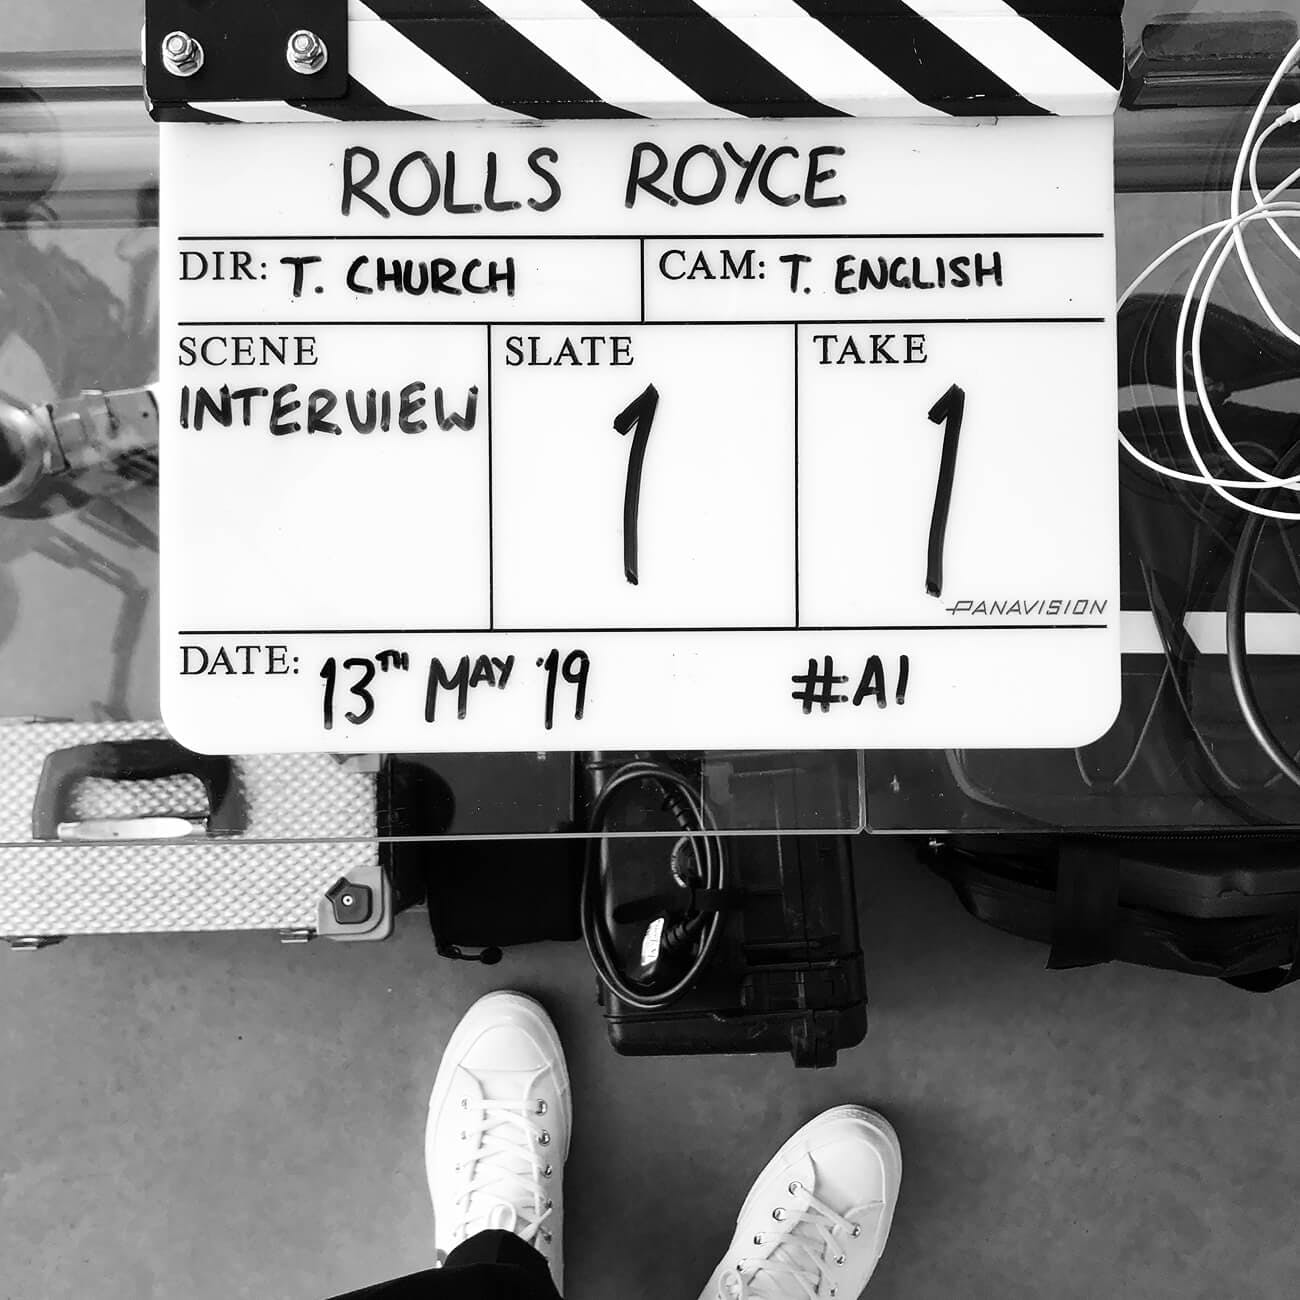 ROLLS ROYCE
DIR: T. CHURCH CAM: T. ENGLISH
SCENE SLATE TAKE
INTERVIEW 1 1
PANAVISION
DATE: 13TH MAY '19 #A1